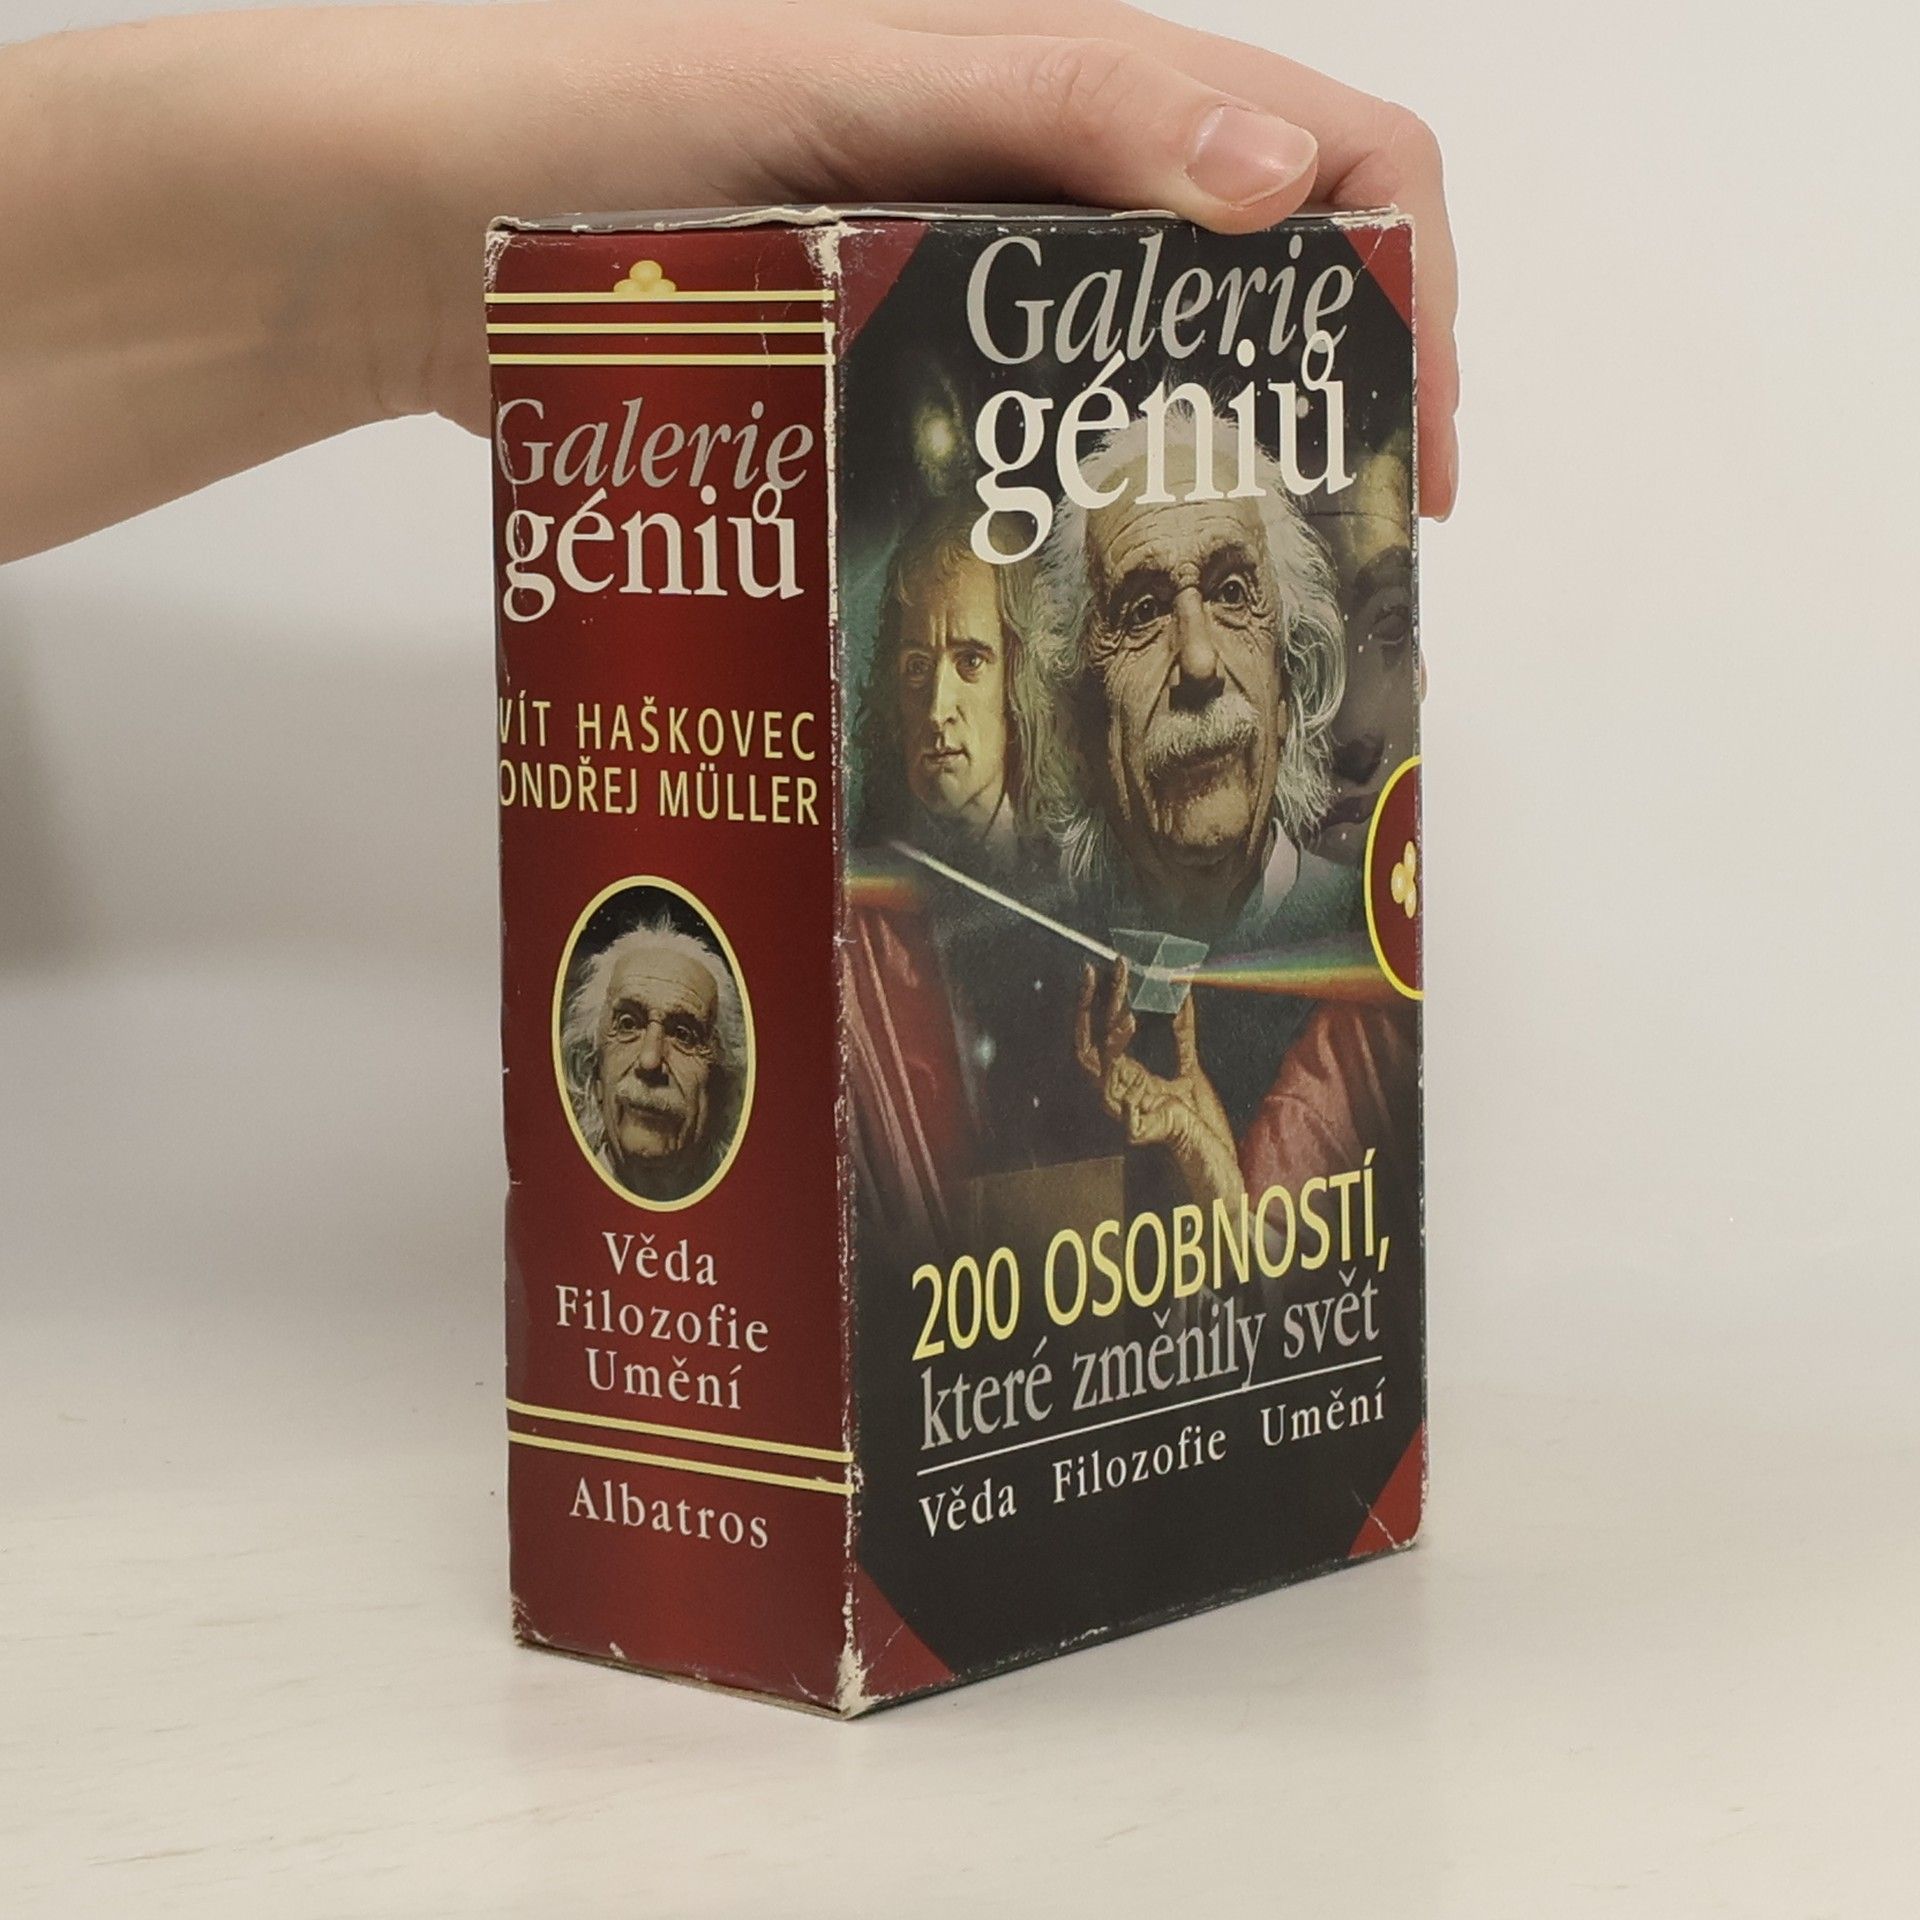 Galerie
géniů
VÍT HAŠKOVEC
ONDŘEJ MÜLLER
Věda
Filozofie
Umění
Albatros
Galerie
géniů
200 OSOBNOSTÍ,
které změnily svět
Věda Filozofie Umění